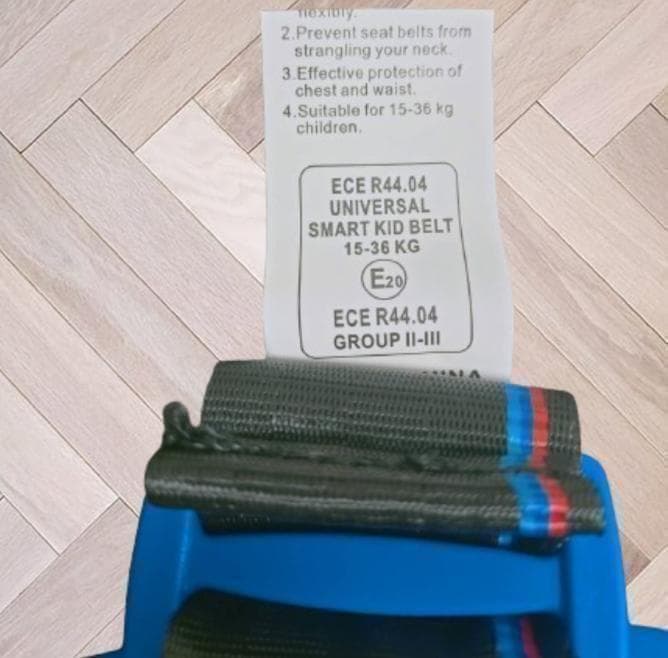 flexibly.
2.Prevent seat belts from
strangling your neck.
3.Effective protection of
chest and waist.
4.Suitable for 15-36 kg
children.
ECE R44.04
UNIVERSAL
SMART KID BELT
15-36 KG
E20
ECE R44.04
GROUP II-III